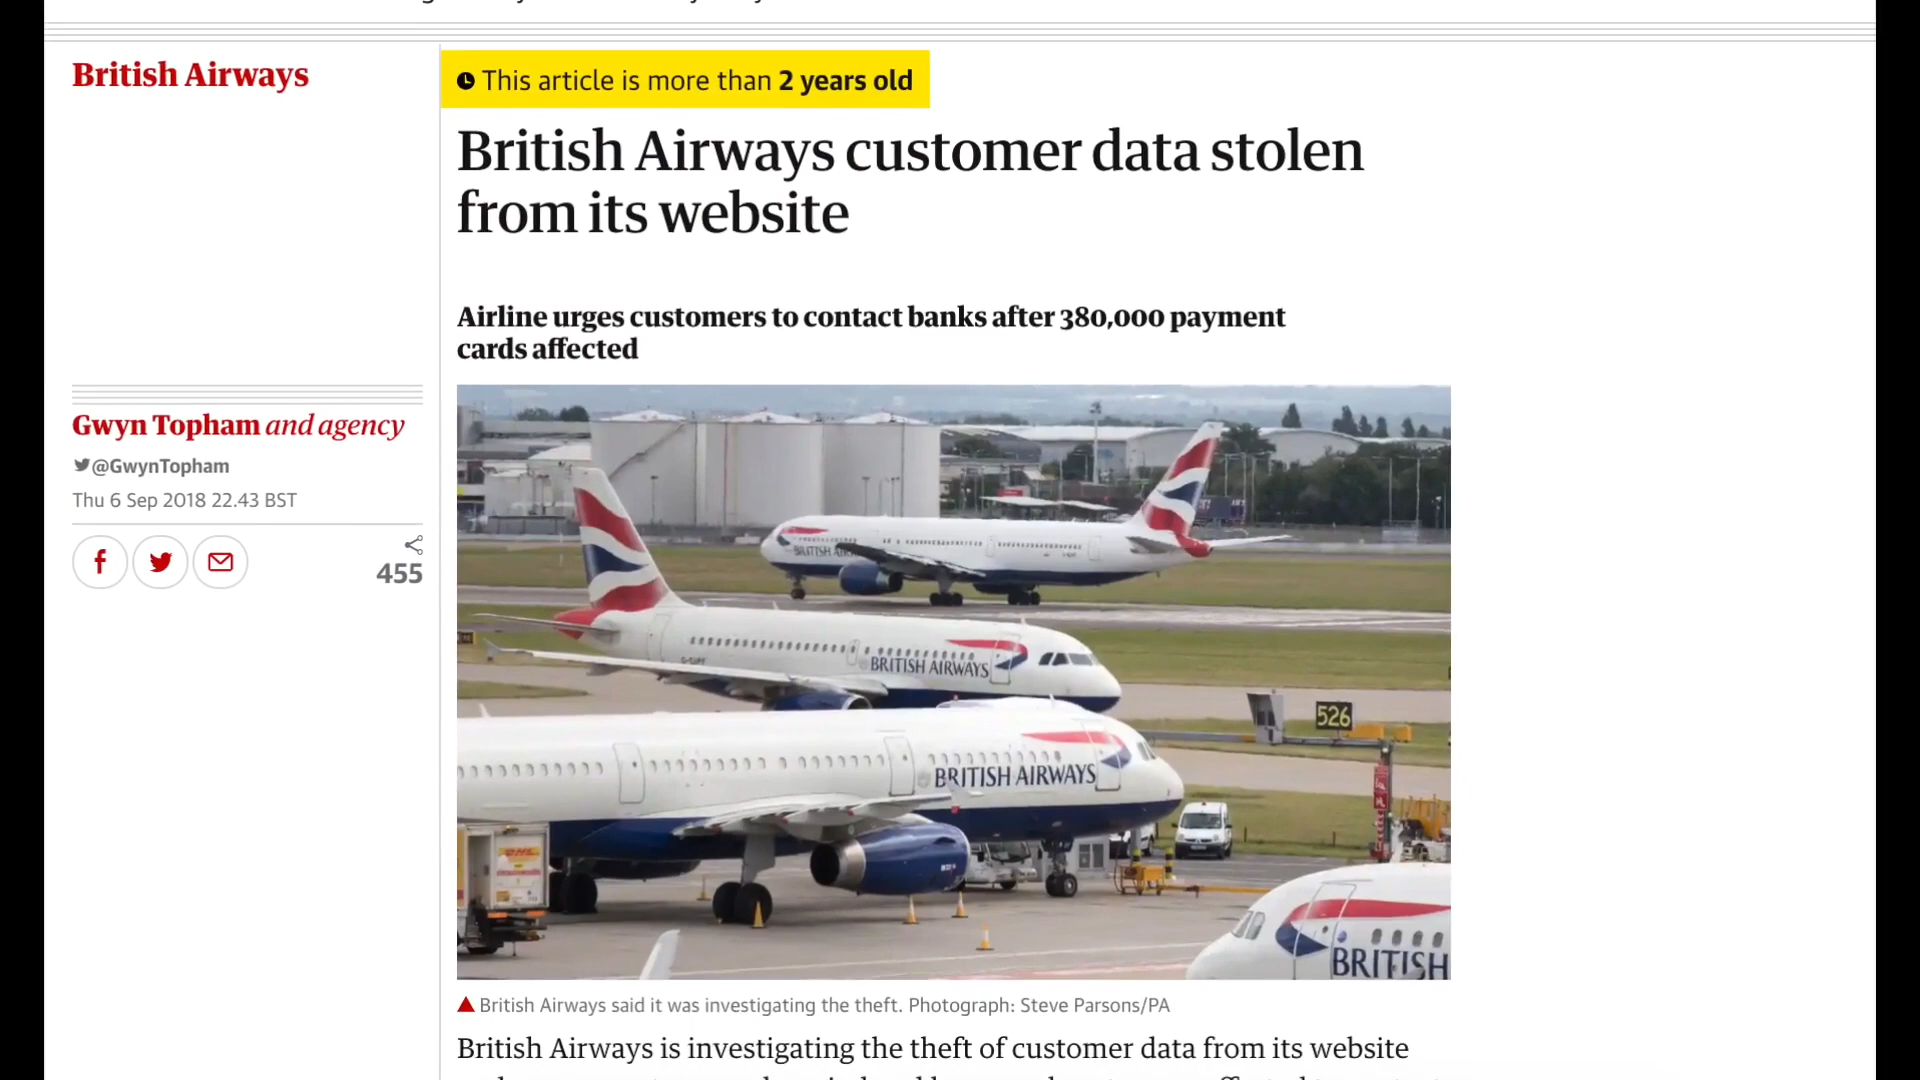 British Airways
This article is more than 2 years old
British Airways customer data stolen
from its website
Airline urges customers to contact banks after 380,000 payment
cards affected
Gwyn Topham and agency
@GwynTopham
Thu 6 Sep 2018 22.43 BST
455
BRITISH AIRWAYS
BRITISH AIRWAYS
526
DHL
BRITISH
British Airways said it was investigating the theft. Photograph: Steve Parsons/PA
British Airways is investigating the theft of customer data from its website